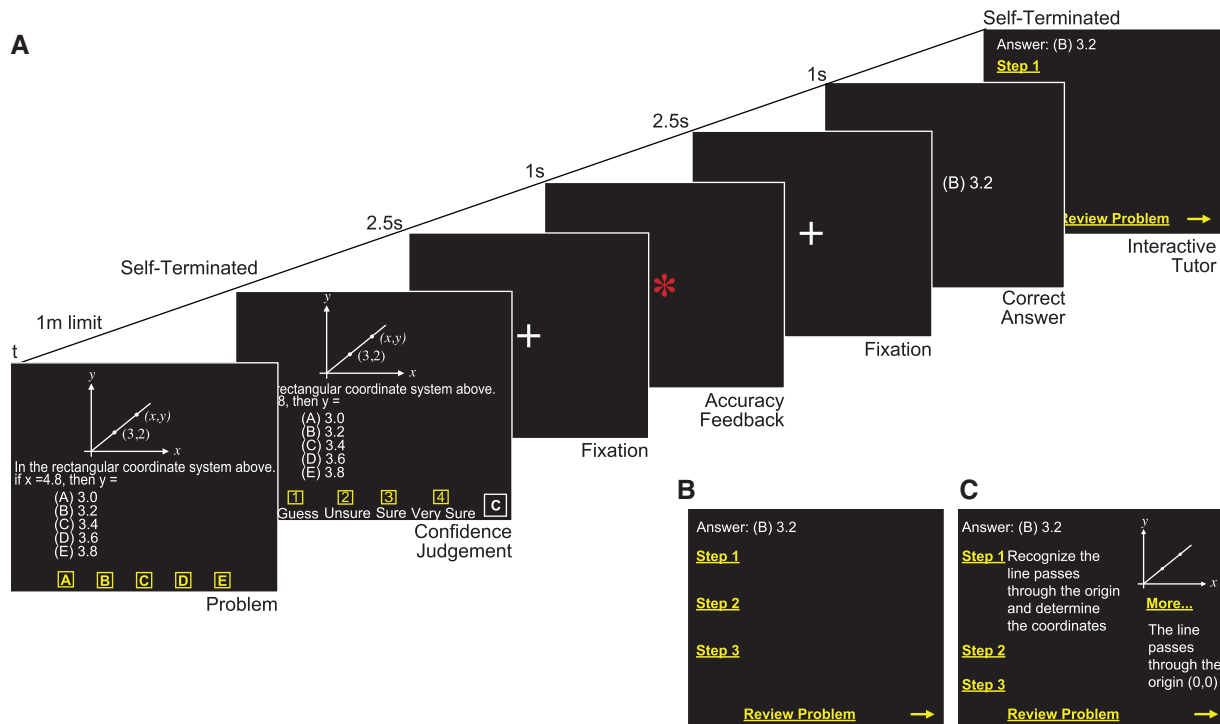 A
Self-Terminated
Answer: (B) 3.2
Step 1
Review Problem
Interactive
Tutor
1s
(B) 3.2
Correct
Answer
2.5s
+
Fixation
1s
*
Accuracy
Feedback
2.5s
+
Fixation
Self-Terminated
y
(x,y)
(3,2)
x
rectangular coordinate system above.
8, then y =
(A) 3.0
(B) 3.2
(C) 3.4
(D) 3.6
(E) 3.8
1 2 3 4 C
Guess Unsure Sure Very Sure
Confidence
Judgement
1m limit
t
y
(x,y)
(3,2)
x
In the rectangular coordinate system above.
if x =4.8, then y =
(A) 3.0
(B) 3.2
(C) 3.4
(D) 3.6
(E) 3.8
A B C D E
Problem
B
Answer: (B) 3.2
Step 1
Step 2
Step 3
Review Problem
C
Answer: (B) 3.2
Step 1 Recognize the
line passes
through the origin
and determine
the coordinates
y
x
More...
The line
passes
through the
origin (0,0)
Step 2
Step 3
Review Problem